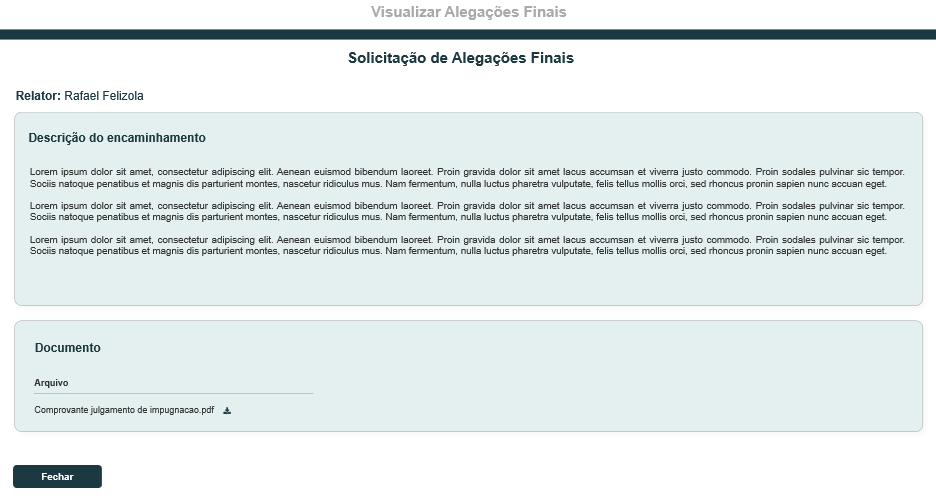 Visualizar Alegações Finais
Solicitação de Alegações Finais
Relator: Rafael Felizola
Descrição do encaminhamento
Lorem ipsum dolor sit amet, consectetur adipiscing elit. Aenean euismod bibendum laoreet. Proin gravida dolor sit amet lacus accumsan et viverra justo commodo. Proin sodales pulvinar sic tempor.
Sociis natoque penatibus et magnis dis parturient montes, nascetur ridiculus mus. Nam fermentum, nulla luctus pharetra vulputate, felis tellus mollis orci, sed rhoncus pronin sapien nunc accuan eget.
Lorem ipsum dolor sit amet, consectetur adipiscing elit. Aenean euismod bibendum laoreet. Proin gravida dolor sit amet lacus accumsan et viverra justo commodo. Proin sodales pulvinar sic tempor.
Sociis natoque penatibus et magnis dis parturient montes, nascetur ridiculus mus. Nam fermentum, nulla luctus pharetra vulputate, felis tellus mollis orci, sed rhoncus pronin sapien nunc accuan eget.
Lorem ipsum dolor sit amet, consectetur adipiscing elit. Aenean euismod bibendum laoreet. Proin gravida dolor sit amet lacus accumsan et viverra justo commodo. Proin sodales pulvinar sic tempor.
Sociis natoque penatibus et magnis dis parturient montes, nascetur ridiculus mus. Nam fermentum, nulla luctus pharetra vulputate, felis tellus mollis orci, sed rhoncus pronin sapien nunc accuan eget.
Documento
Arquivo
Comprovante julgamento de impugnacao.pdf
Fechar